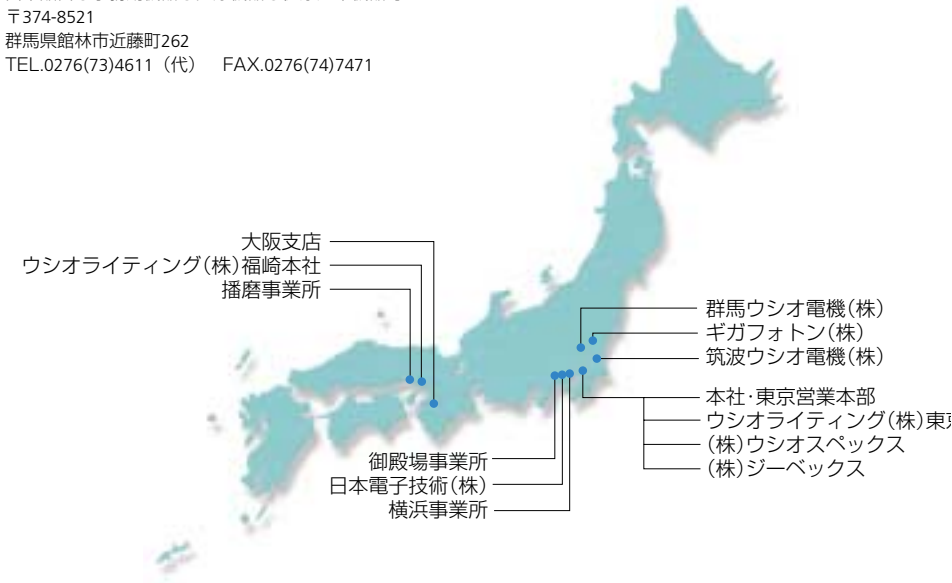 〒374-8521
群馬県館林市近藤町262
TEL.0276(73)4611（代） FAX.0276(74)7471
大阪支店
ウシオライティング(株)福崎本社
播磨事業所
群馬ウシオ電機(株)
ギガフォトン(株)
筑波ウシオ電機(株)
本社･東京営業本部
ウシオライティング(株)東京
(株)ウシオスペックス
(株)ジーベックス
御殿場事業所
日本電子技術(株)
横浜事業所